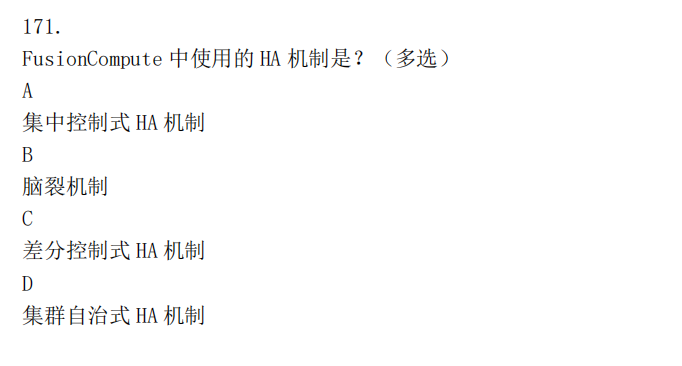 171.
FusionCompute 中使用的 HA 机制是？（多选）
A
集中控制式 HA 机制
B
脑裂机制
C
差分控制式 HA 机制
D
集群自治式 HA 机制